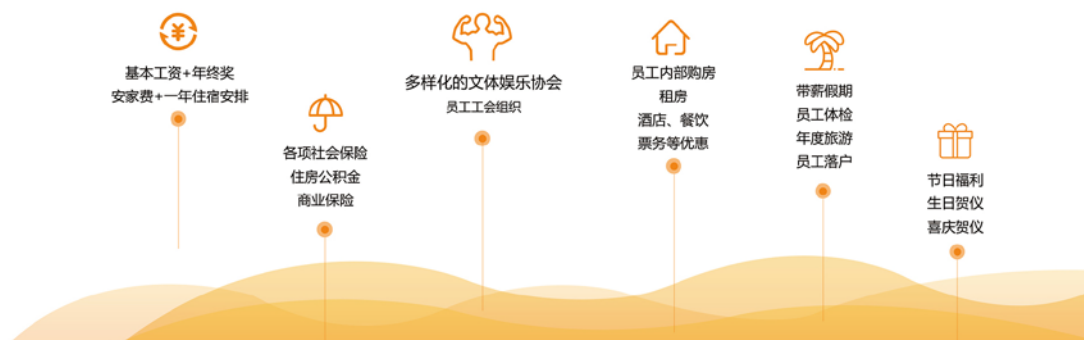 ¥
基本工资+年终奖
安家费+一年住宿安排
各项社会保险
住房公积金
商业保险
多样化的文体娱乐协会
员工工会组织
员工内部购房
租房
酒店、餐饮
票务等优惠
带薪假期
员工体检
年度旅游
员工落户
节日福利
生日贺仪
喜庆贺仪